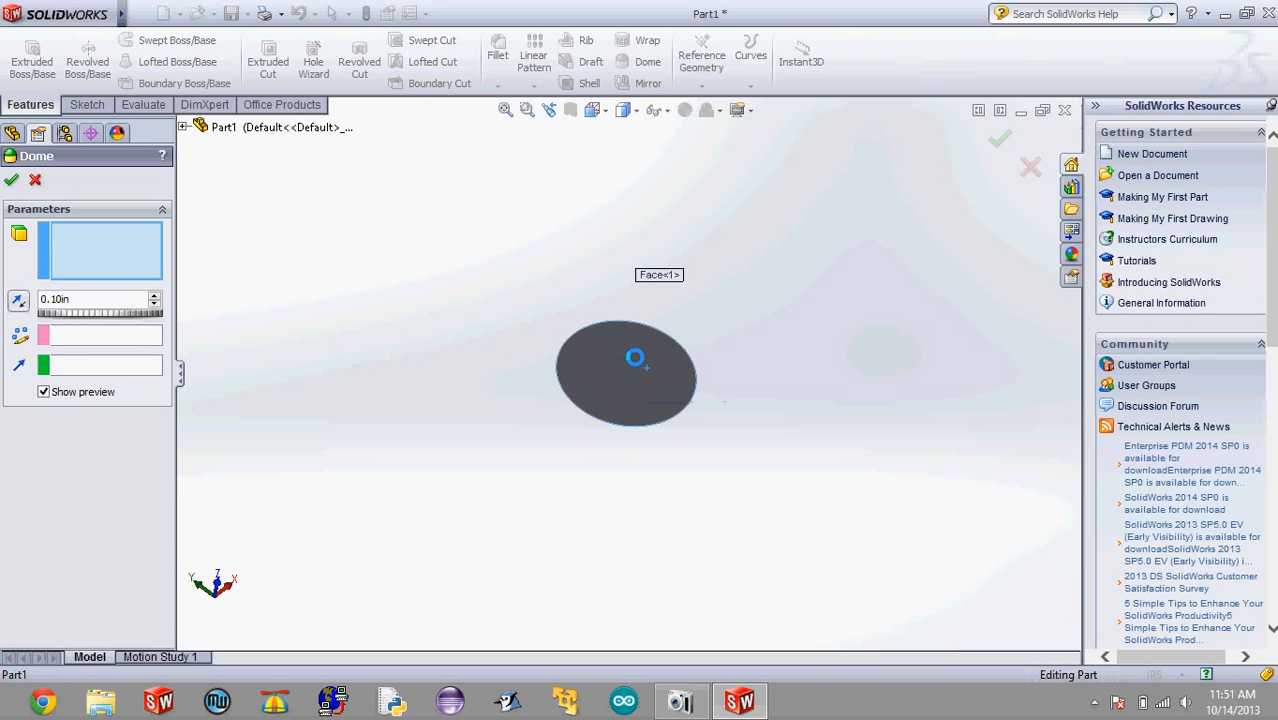 SOLIDWORKS
Part1 *
Search SolidWorks Help
Extruded Boss/Base
Revolved Boss/Base
Swept Boss/Base
Lofted Boss/Base
Boundary Boss/Base
Extruded Cut
Hole Wizard
Revolved Cut
Swept Cut
Lofted Cut
Boundary Cut
Fillet
Linear Pattern
Rib
Draft
Shell
Wrap
Dome
Mirror
Reference Geometry
Curves
Instant3D
Features
Sketch
Evaluate
DimXpert
Office Products
Part1 (Default<<Default>_...
Dome
?
Parameters
0.10in
Show preview
Face<1>
Y
Z
X
SolidWorks Resources
Getting Started
New Document
Open a Document
Making My First Part
Making My First Drawing
Instructors Curriculum
Tutorials
Introducing SolidWorks
General Information
Community
Customer Portal
User Groups
Discussion Forum
Technical Alerts & News
Enterprise PDM 2014 SP0 is
available for
downloadEnterprise PDM 2014
SP0 is available for down...
SolidWorks 2014 SP0 is
available for download
SolidWorks 2013 SP5.0 EV
(Early Visibility) is available for
downloadSolidWorks 2013
SP5.0 EV (Early Visibility) i...
2013 DS SolidWorks Customer
Satisfaction Survey
5 Simple Tips to Enhance Your
SolidWorks Productivity5
Simple Tips to Enhance Your
SolidWorks Prod...
Model
Motion Study 1
Part1
Editing Part
IPS
?
11:51 AM
10/14/2013